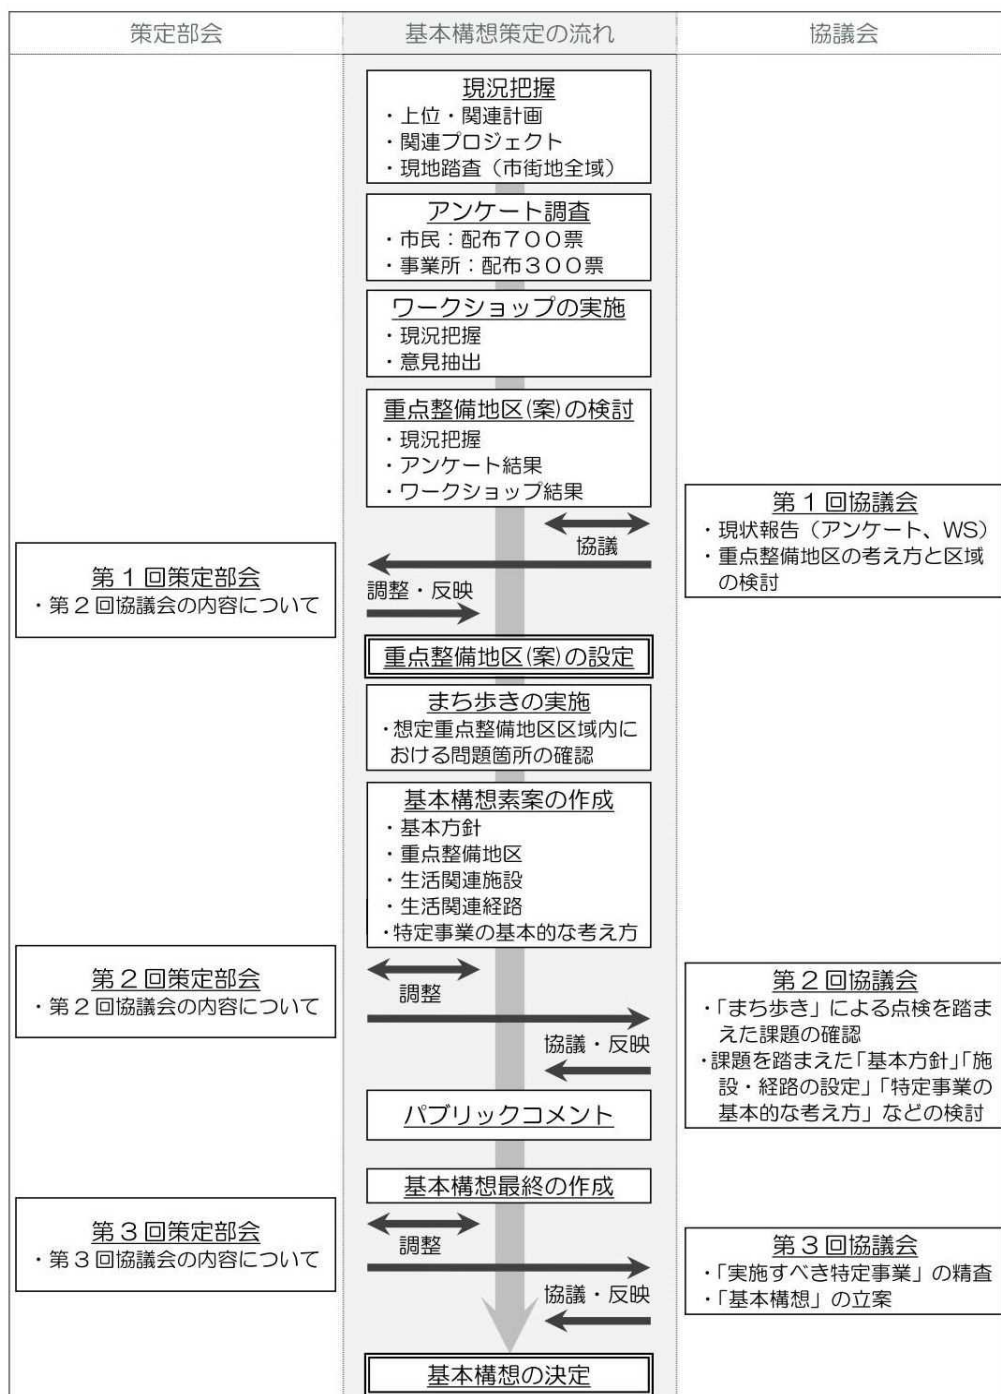 策定部会
基本構想策定の流れ
協議会
現況把握
・上位・関連計画
・関連プロジェクト
・現地踏査（市街地全域）
アンケート調査
・市民：配布７００票
・事業所：配布３００票
ワークショップの実施
・現況把握
・意見抽出
重点整備地区(案)の検討
・現況把握
・アンケート結果
・ワークショップ結果
第１回協議会
・現状報告（アンケート、WS）
・重点整備地区の考え方と区域
の検討
協議
第１回策定部会
・第２回協議会の内容について
調整・反映
重点整備地区(案)の設定
まち歩きの実施
・想定重点整備地区区域内に
おける問題箇所の確認
基本構想素案の作成
・基本方針
・重点整備地区
・生活関連施設
・生活関連経路
・特定事業の基本的な考え方
第２回策定部会
・第２回協議会の内容について
調整
協議・反映
第２回協議会
・「まち歩き」による点検を踏ま
えた課題の確認
・課題を踏まえた「基本方針」「施
設・経路の設定」「特定事業の
基本的な考え方」などの検討
パブリックコメント
基本構想最終の作成
第３回策定部会
・第３回協議会の内容について
調整
協議・反映
第３回協議会
・「実施すべき特定事業」の精査
・「基本構想」の立案
基本構想の決定